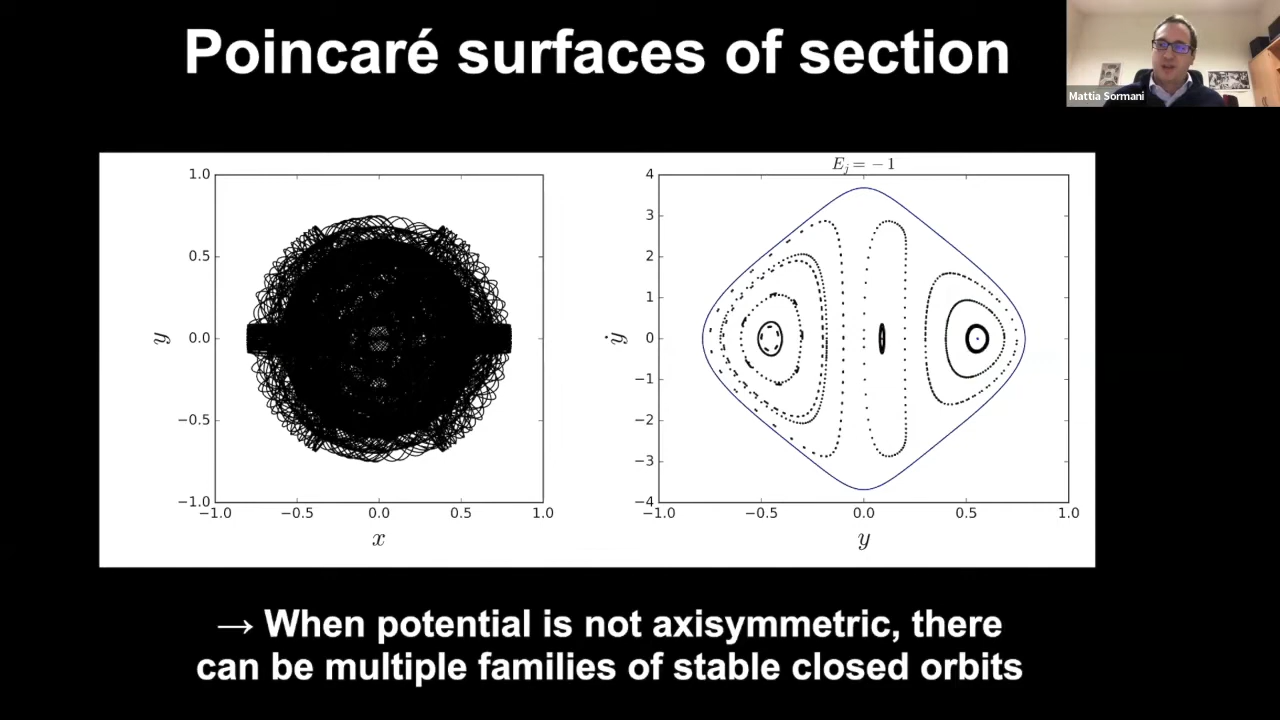 Poincaré surfaces of section
Mattia Sormani
1.0
0.5
0.0
−0.5
−1.0
y
−1.0 −0.5 0.0 0.5 1.0
x
E_j = −1
4
3
2
1
0
−1
−2
−3
−4
ẏ
−1.0 −0.5 0.0 0.5 1.0
y
→ When potential is not axisymmetric, there
can be multiple families of stable closed orbits